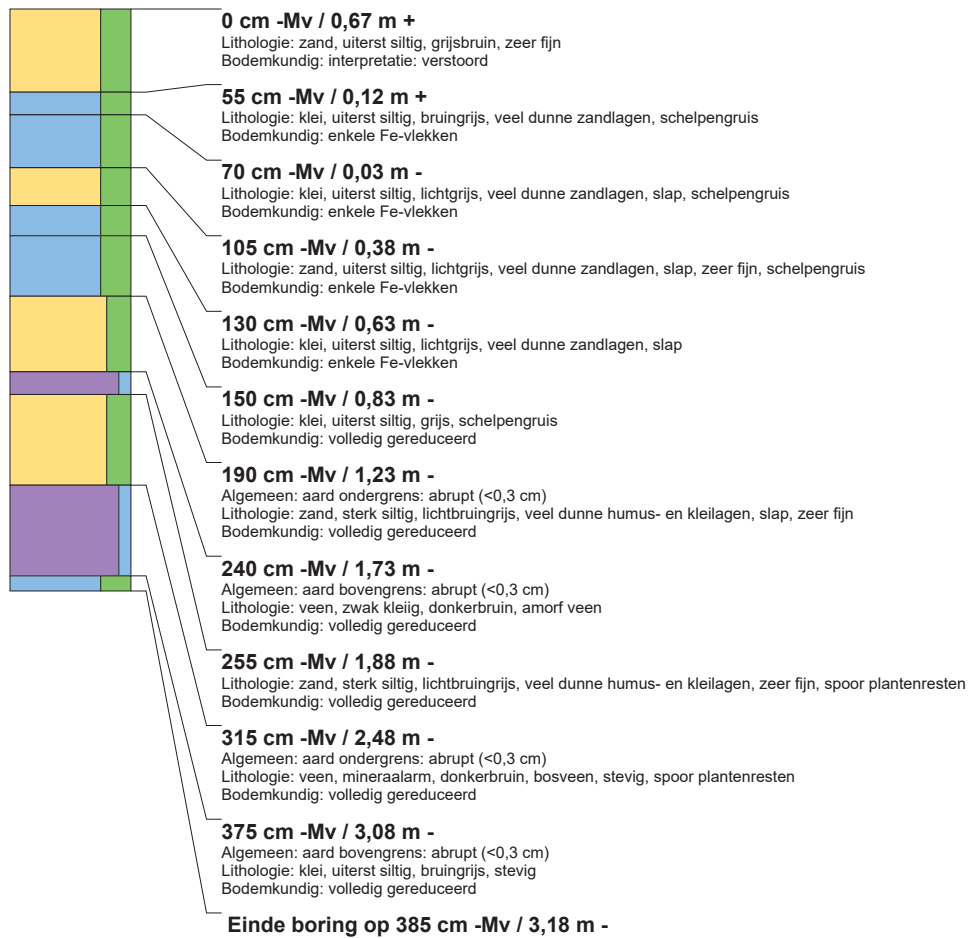 0 cm -Mv / 0,67 m +
Lithologie: zand, uiterst siltig, grijsbruin, zeer fijn
Bodemkundig: interpretatie: verstoord
55 cm -Mv / 0,12 m +
Lithologie: klei, uiterst siltig, bruingrijs, veel dunne zandlagen, schelpengruis
Bodemkundig: enkele Fe-vlekken
70 cm -Mv / 0,03 m -
Lithologie: klei, uiterst siltig, lichtgrijs, veel dunne zandlagen, slap, schelpengruis
Bodemkundig: enkele Fe-vlekken
105 cm -Mv / 0,38 m -
Lithologie: zand, uiterst siltig, lichtgrijs, veel dunne zandlagen, slap, zeer fijn, schelpengruis
Bodemkundig: enkele Fe-vlekken
130 cm -Mv / 0,63 m -
Lithologie: klei, uiterst siltig, lichtgrijs, veel dunne zandlagen, slap
Bodemkundig: enkele Fe-vlekken
150 cm -Mv / 0,83 m -
Lithologie: klei, uiterst siltig, grijs, schelpengruis
Bodemkundig: volledig gereduceerd
190 cm -Mv / 1,23 m -
Algemeen: aard ondergrens: abrupt (<0,3 cm)
Lithologie: zand, sterk siltig, lichtbruingrijs, veel dunne humus- en kleilagen, slap, zeer fijn
Bodemkundig: volledig gereduceerd
240 cm -Mv / 1,73 m -
Algemeen: aard bovengrens: abrupt (<0,3 cm)
Lithologie: veen, zwak kleiig, donkerbruin, amorf veen
Bodemkundig: volledig gereduceerd
255 cm -Mv / 1,88 m -
Lithologie: zand, sterk siltig, lichtbruingrijs, veel dunne humus- en kleilagen, zeer fijn, spoor plantenresten
Bodemkundig: volledig gereduceerd
315 cm -Mv / 2,48 m -
Algemeen: aard ondergrens: abrupt (<0,3 cm)
Lithologie: veen, mineraalarm, donkerbruin, bosveen, stevig, spoor plantenresten
Bodemkundig: volledig gereduceerd
375 cm -Mv / 3,08 m -
Algemeen: aard bovengrens: abrupt (<0,3 cm)
Lithologie: klei, uiterst siltig, bruingrijs, stevig
Bodemkundig: volledig gereduceerd
Einde boring op 385 cm -Mv / 3,18 m -